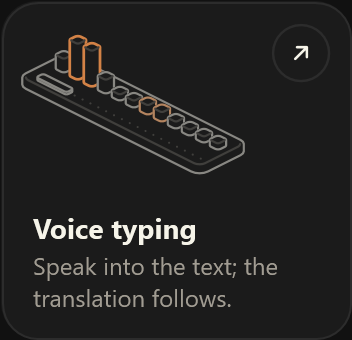 Voice typing
Speak into the text; the
translation follows.